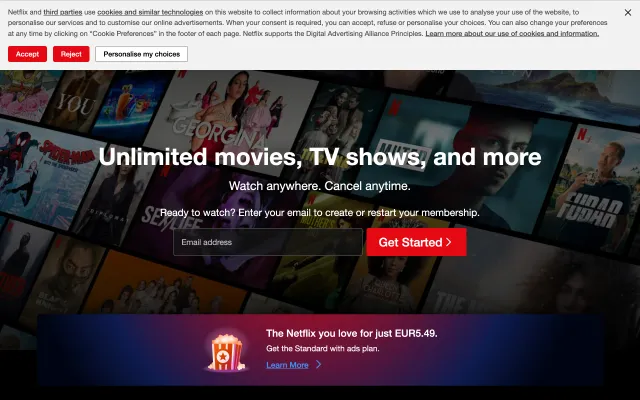 Netflix and third parties use cookies and similar technologies on this website to collect information about your browsing activities which we use to analyse your use of the website, to
personalise our services and to customise our online advertisements. When your consent is required, you can accept, refuse or personalise your choices. You can also change your preferences
at any time by clicking on "Cookie Preferences" in the footer of each page. Netflix supports the Digital Advertising Alliance Principles. Learn more about our use of cookies and information.
Accept
Reject
Personalise my choices
YOU
GEORGINA
SPIDER-MAN
Unlimited movies, TV shows, and more
Watch anywhere. Cancel anytime.
Ready to watch? Enter your email to create or restart your membership.
SEX/LIFE
Email address
Get Started
The Netflix you love for just EUR5.49.
Get the Standard with ads plan.
Learn More